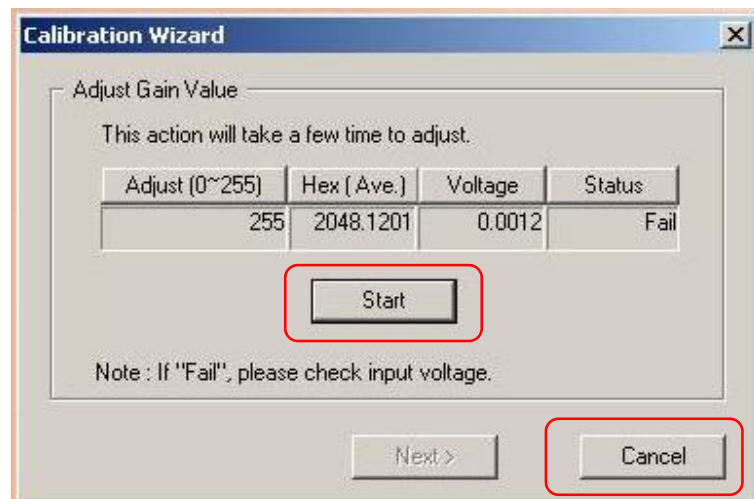 Calibration Wizard
Adjust Gain Value
This action will take a few time to adjust.
Adjust (0~255) Hex ( Ave.) Voltage Status
255 2048.1201 0.0012 Fail
Start
Note : If "Fail", please check input voltage.
Next > Cancel